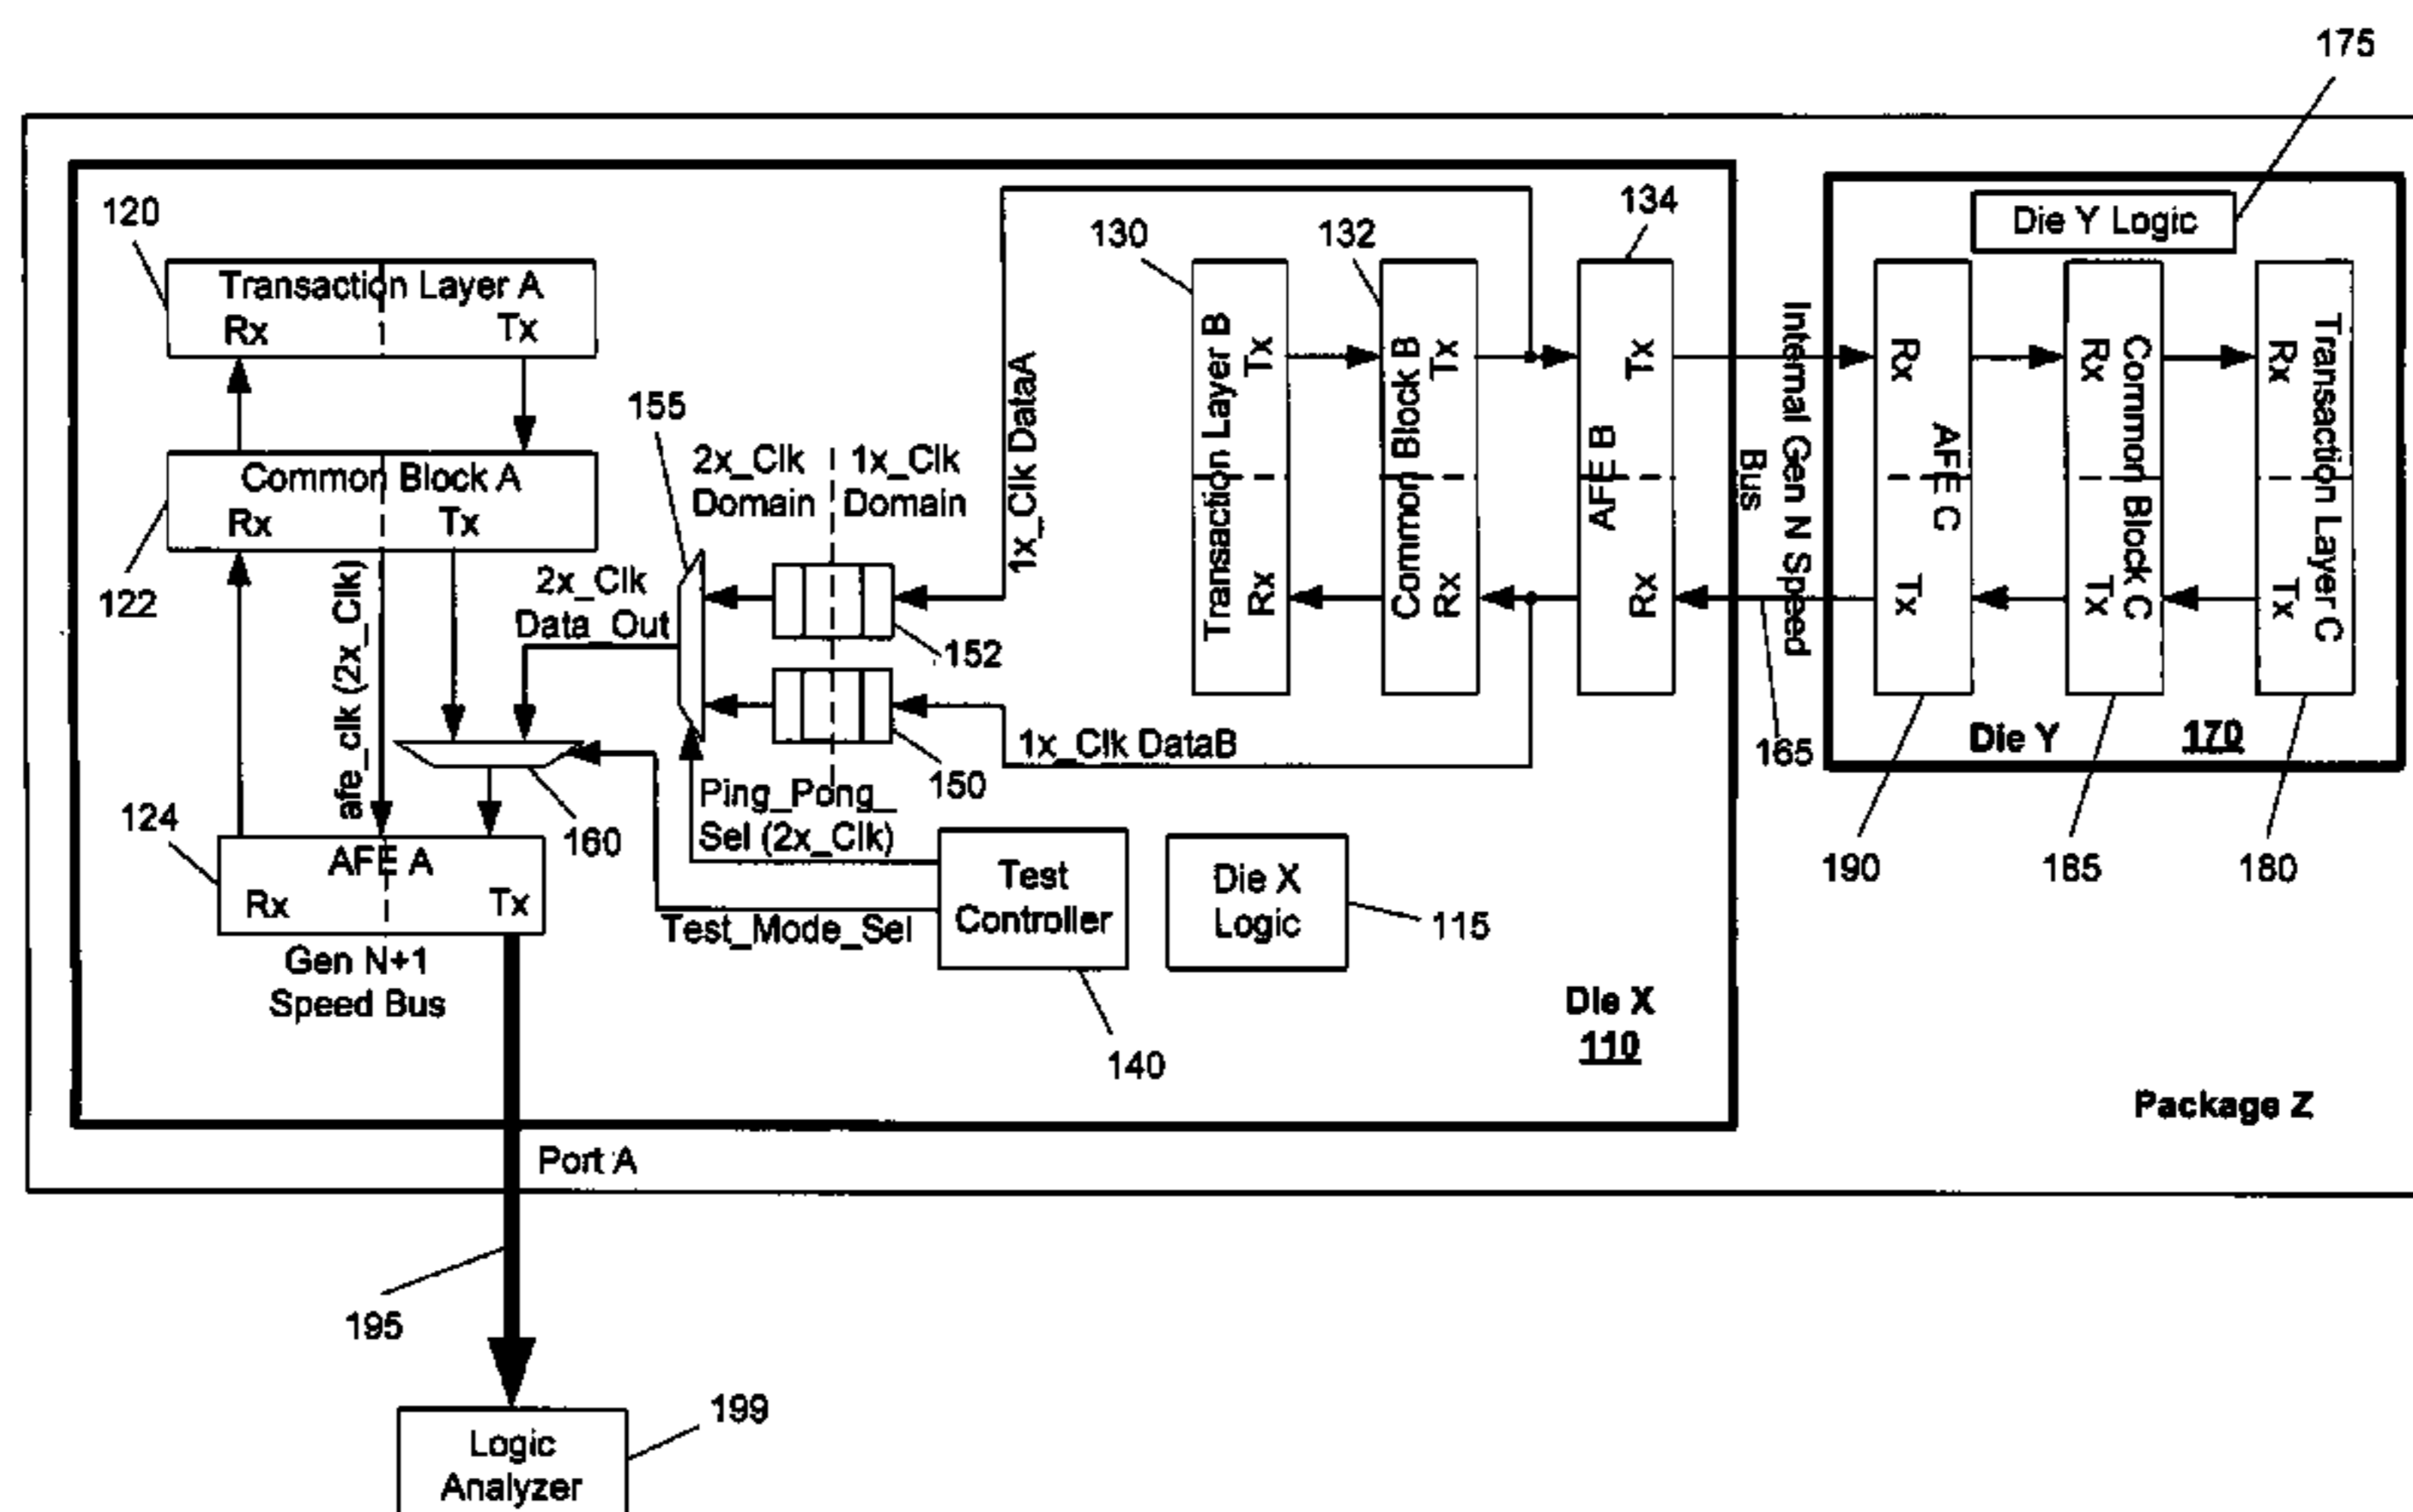 175
Die Y Logic
120
Transaction Layer A
Rx
Tx
130
132
134
Transaction Layer B
Tx
Rx
Common Block B
Tx
Rx
AFE B
Tx
Rx
Internal Gen N Speed
Bus
Rx
AFE C
Tx
Rx
Common Block C
Tx
Rx
Transaction Layer C
Tx
155
2x_Clk
Domain
1x_Clk
Domain
1x_Clk DataA
Common Block A
Rx
Tx
122
afe_clk (2x_Clk)
2x_Clk
Data_Out
152
150
1x_Clk DataB
165
Die Y
170
190
185
180
Ping_Pong_
Sel (2x_Clk)
160
124
AFE A
Rx
Tx
Test_Mode_Sel
Test
Controller
Die X
Logic
115
Gen N+1
Speed Bus
140
Die X
110
Package Z
Port A
195
199
Logic
Analyzer